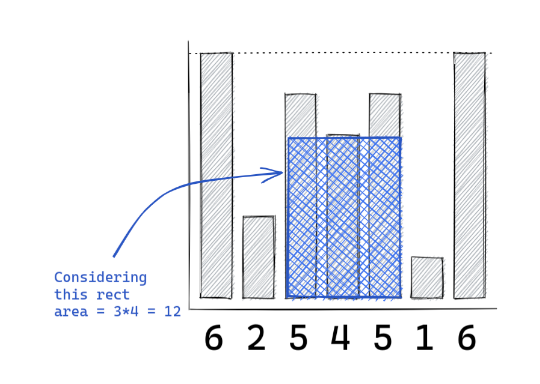 Considering
this rect
area = 3*4 = 12
6 2 5 4 5 1 6